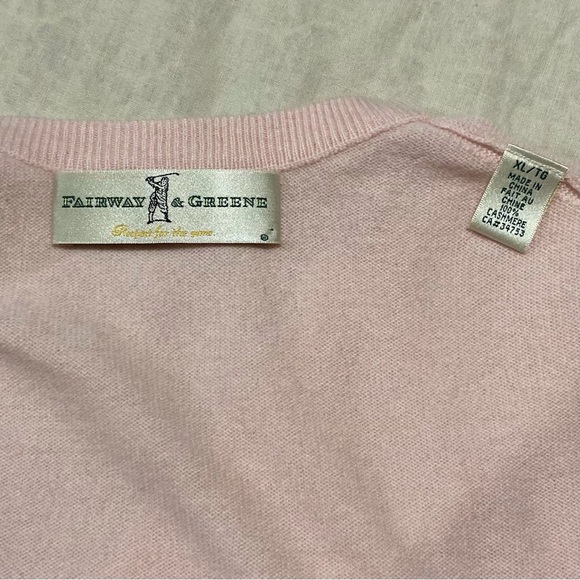 FAIRWAY & GREENE
Respect for the game.
®
XL/TG
MADE IN
CHINA
FAIT AU
CHINE
100%
CASHMERE
CA#34753